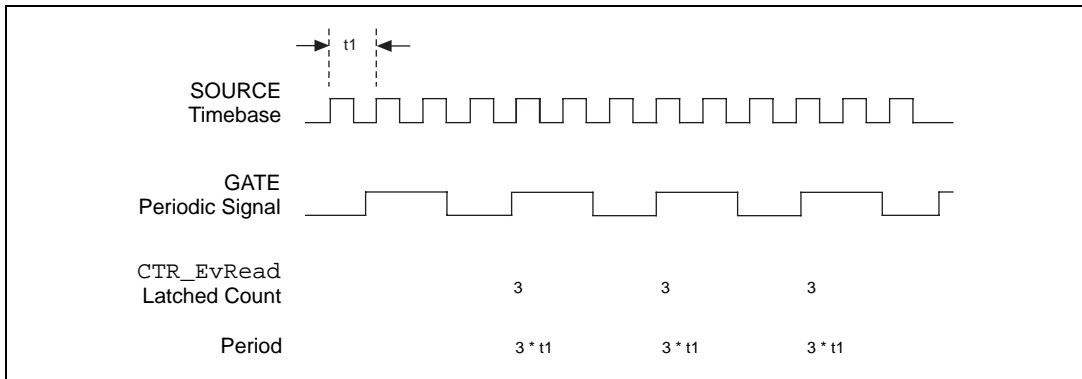 t1
SOURCE
Timebase
GATE
Periodic Signal
CTR_EvRead
Latched Count
3 3 3
Period
3 * t1 3 * t1 3 * t1